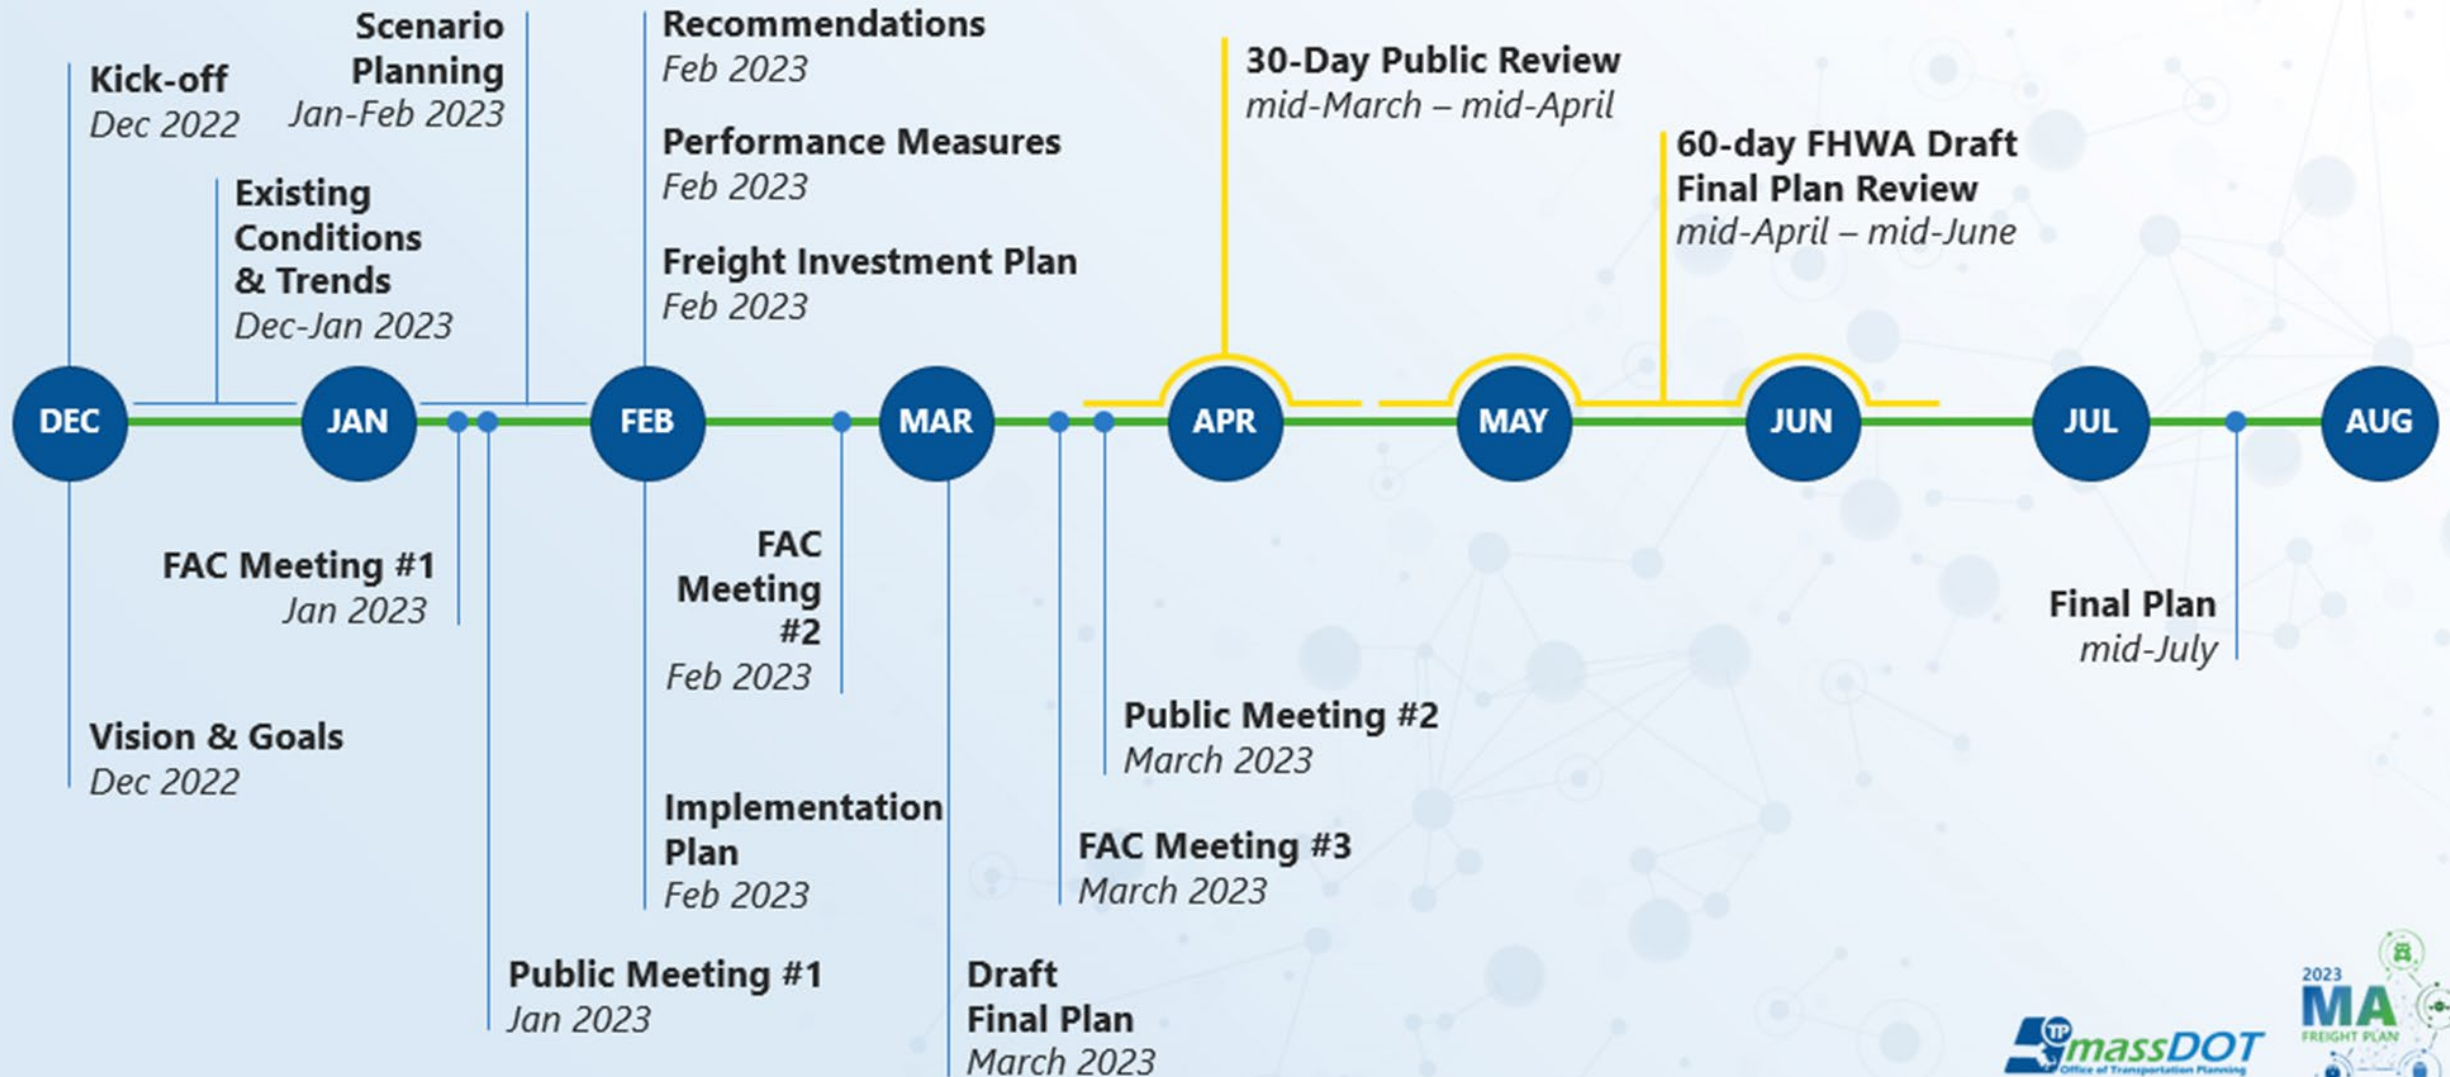 Kick-off
Dec 2022
Scenario
Planning
Jan-Feb 2023
Existing
Conditions
& Trends
Dec-Jan 2023
Recommendations
Feb 2023
Performance Measures
Feb 2023
Freight Investment Plan
Feb 2023
30-Day Public Review
mid-March – mid-April
60-day FHWA Draft
Final Plan Review
mid-April – mid-June
DEC
JAN
FEB
MAR
APR
MAY
JUN
JUL
AUG
FAC Meeting #1
Jan 2023
Vision & Goals
Dec 2022
Public Meeting #1
Jan 2023
FAC
Meeting
#2
Feb 2023
Implementation
Plan
Feb 2023
Draft
Final Plan
March 2023
Public Meeting #2
March 2023
FAC Meeting #3
March 2023
Final Plan
mid-July
TP
massDOT
Office of Transportation Planning
2023
MA
FREIGHT PLAN